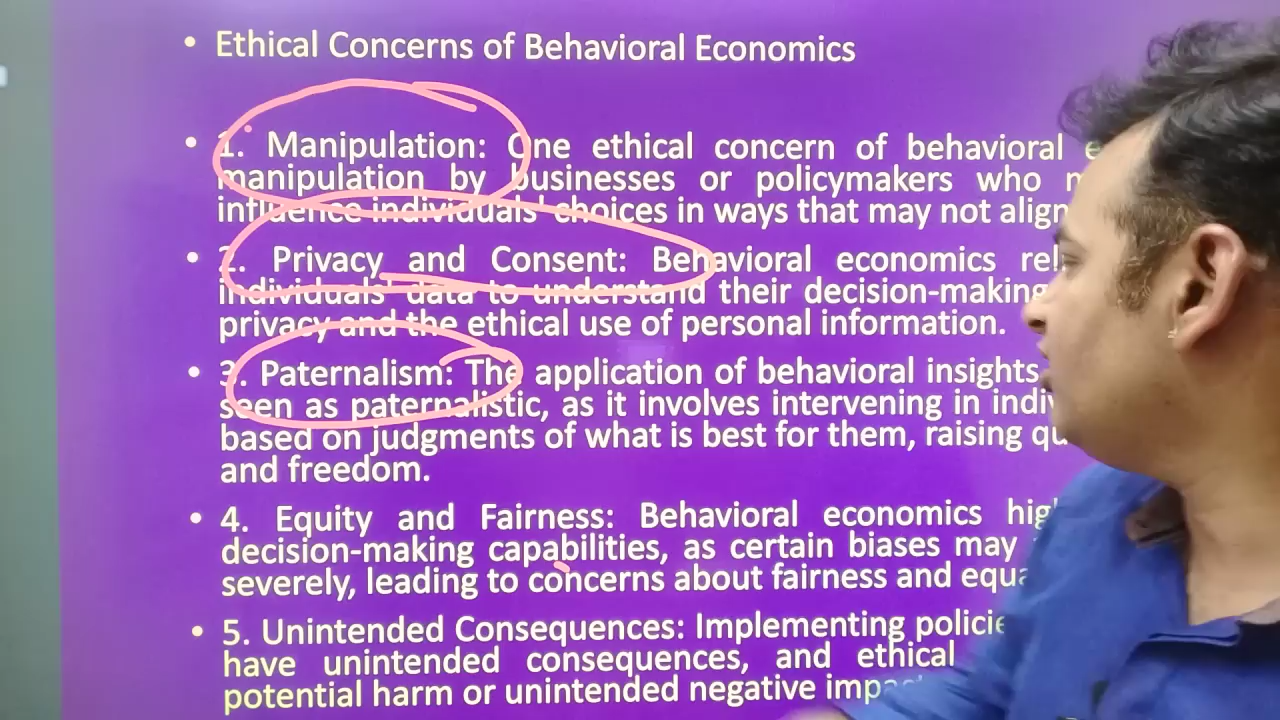 • Ethical Concerns of Behavioral Economics
• 1. Manipulation: One ethical concern of behavioral
manipulation by businesses or policymakers who
influence individuals' choices in ways that may not align
• 2. Privacy and Consent: Behavioral economics
individuals' data to understand their decision-making
privacy and the ethical use of personal information.
• 3. Paternalism: The application of behavioral insights
seen as paternalistic, as it involves intervening in
based on judgments of what is best for them, raising
and freedom.
• 4. Equity and Fairness: Behavioral economics
decision-making capabilities, as certain biases may
severely, leading to concerns about fairness and
• 5. Unintended Consequences: Implementing
have unintended consequences, and ethical
potential harm or unintended negative